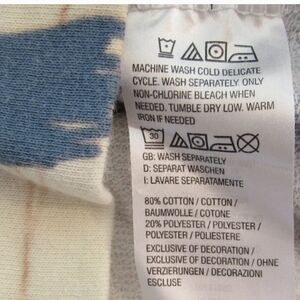 MACHINE WASH COLD DELICATE
CYCLE. WASH SEPARATELY. ONLY
NON-CHLORINE BLEACH WHEN
NEEDED. TUMBLE DRY LOW. WARM
IRON IF NEEDED
30
GB: WASH SEPARATELY
D: SEPARAT WASCHEN
I: LAVARE SEPARATAMENTE
80% COTTON / COTTON /
BAUMWOLLE / COTONE
20% POLYESTER / POLYESTER /
POLYESTER / POLIESTERE
EXCLUSIVE OF DECORATION /
EXCLUSIVE OF DECORATION / OHNE
VERZIERUNGEN / DECORAZIONI
ESCLUSE